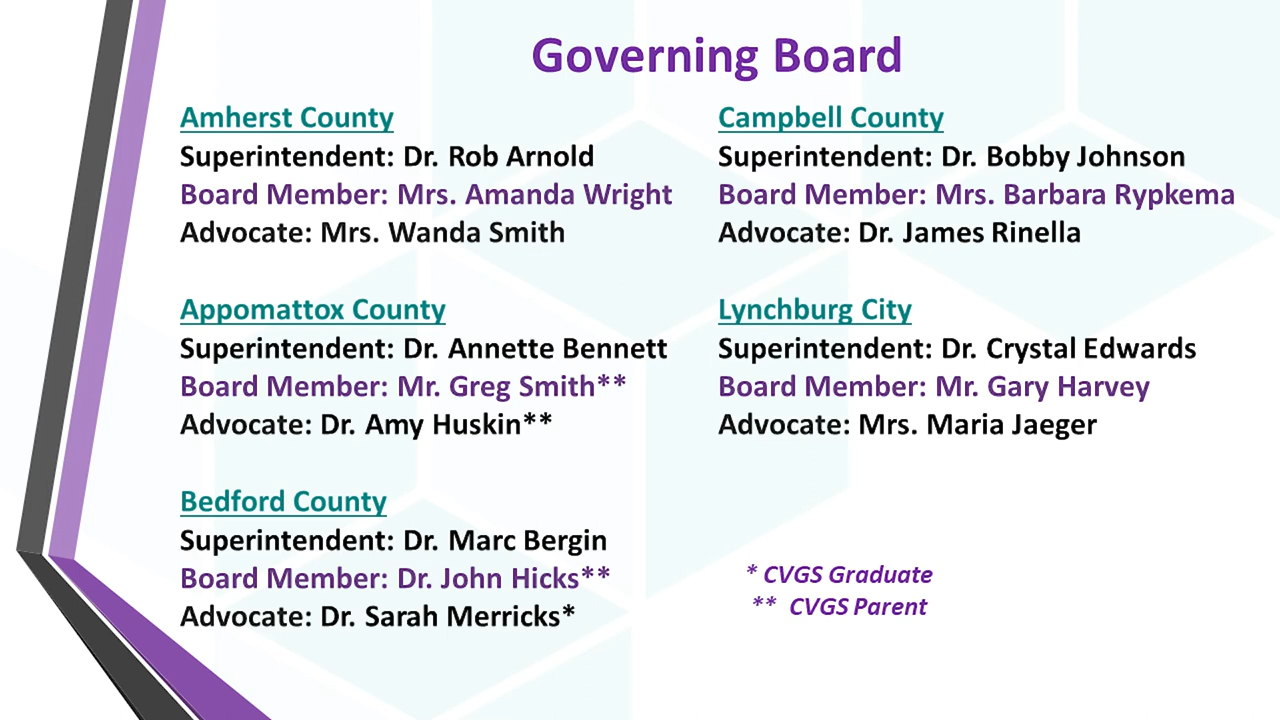 Governing Board
Amherst County
Superintendent: Dr. Rob Arnold
Board Member: Mrs. Amanda Wright
Advocate: Mrs. Wanda Smith
Appomattox County
Superintendent: Dr. Annette Bennett
Board Member: Mr. Greg Smith**
Advocate: Dr. Amy Huskin**
Bedford County
Superintendent: Dr. Marc Bergin
Board Member: Dr. John Hicks**
Advocate: Dr. Sarah Merricks*
Campbell County
Superintendent: Dr. Bobby Johnson
Board Member: Mrs. Barbara Rypkema
Advocate: Dr. James Rinella
Lynchburg City
Superintendent: Dr. Crystal Edwards
Board Member: Mr. Gary Harvey
Advocate: Mrs. Maria Jaeger
* CVGS Graduate
** CVGS Parent